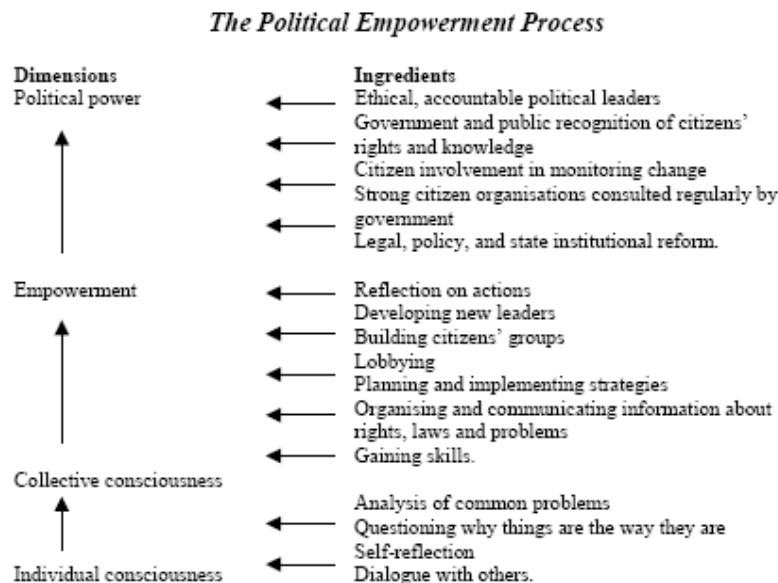 The Political Empowerment Process
Dimensions
Political power
Ingredients
Ethical, accountable political leaders
Government and public recognition of citizens’
rights and knowledge
Citizen involvement in monitoring change
Strong citizen organisations consulted regularly by
government
Legal, policy, and state institutional reform.
Empowerment
Reflection on actions
Developing new leaders
Building citizens’ groups
Lobbying
Planning and implementing strategies
Organising and communicating information about
rights, laws and problems
Gaining skills.
Collective consciousness
Analysis of common problems
Questioning why things are the way they are
Self-reflection
Individual consciousness
Dialogue with others.